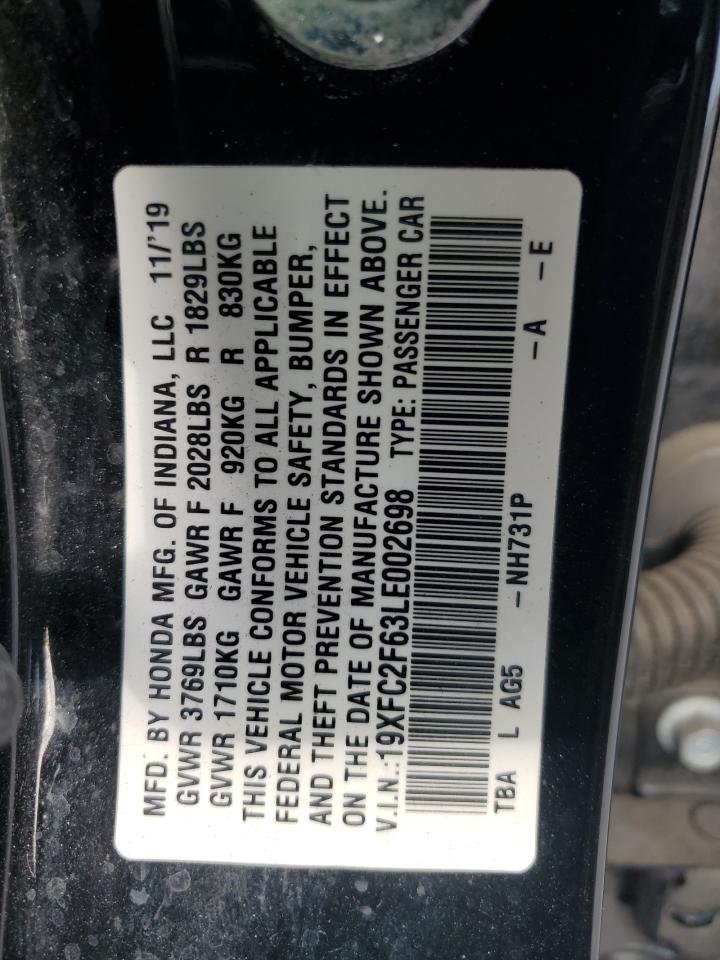 MFD. BY HONDA MFG. OF INDIANA, LLC 11/'19
GVWR 3769LBS GAWR F 2028LBS R 1829LBS
GVWR 1710KG GAWR F 920KG R 830KG
THIS VEHICLE CONFORMS TO ALL APPLICABLE
FEDERAL MOTOR VEHICLE SAFETY, BUMPER,
AND THEFT PREVENTION STANDARDS IN EFFECT
ON THE DATE OF MANUFACTURE SHOWN ABOVE.
V.I.N.:19XFC2F63LE002698 TYPE: PASSENGER CAR
TBA L AG5 -NH731P -A -E